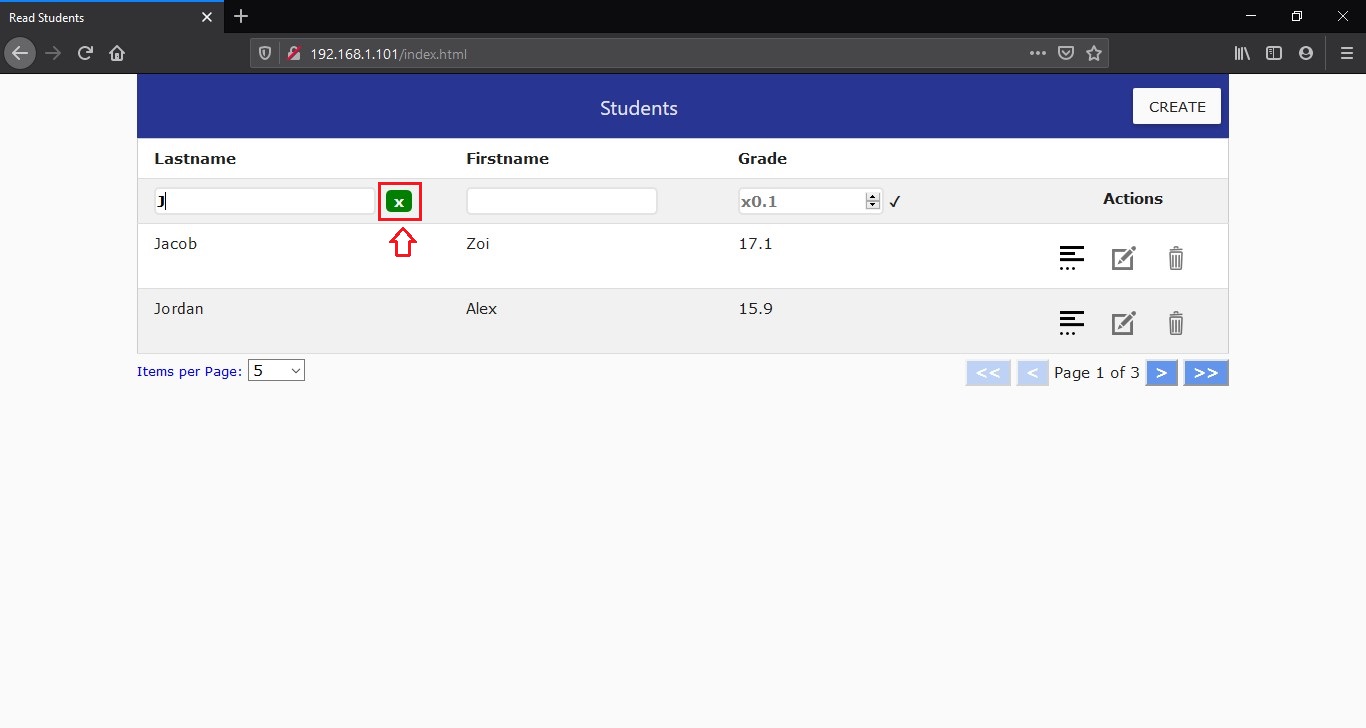 Read Students
192.168.1.101/index.html
Students
CREATE
Lastname Firstname Grade
J x x0.1 ✓ Actions
Jacob Zoi 17.1
Jordan Alex 15.9
Items per Page: 5 << < Page 1 of 3 > >>